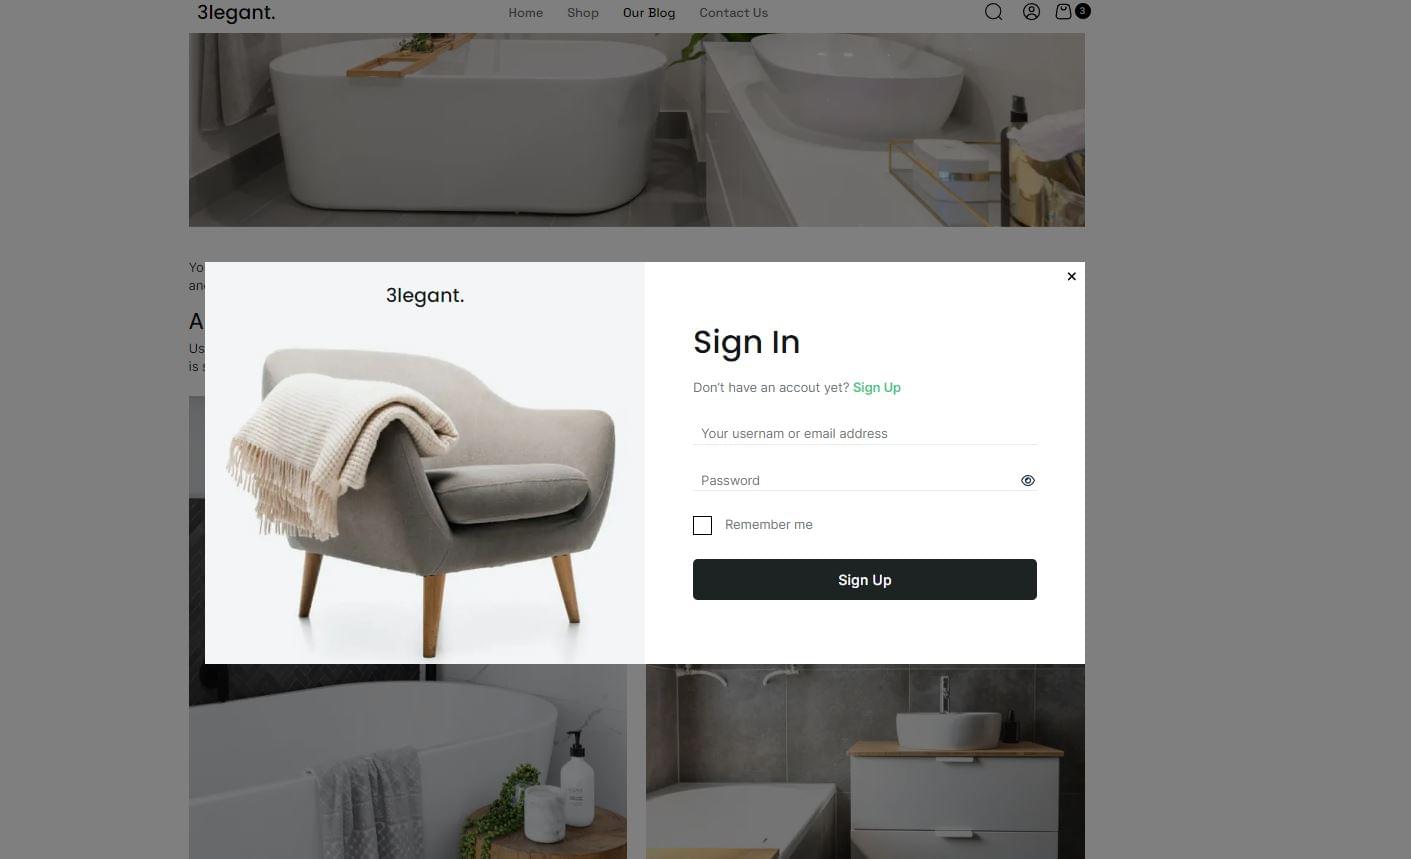 3legant.
Home Shop Our Blog Contact Us
3
Yo
an
3legant.
A
Us
is s
Sign In
Don't have an accout yet? Sign Up
Your usernam or email address
Password
Remember me
Sign Up